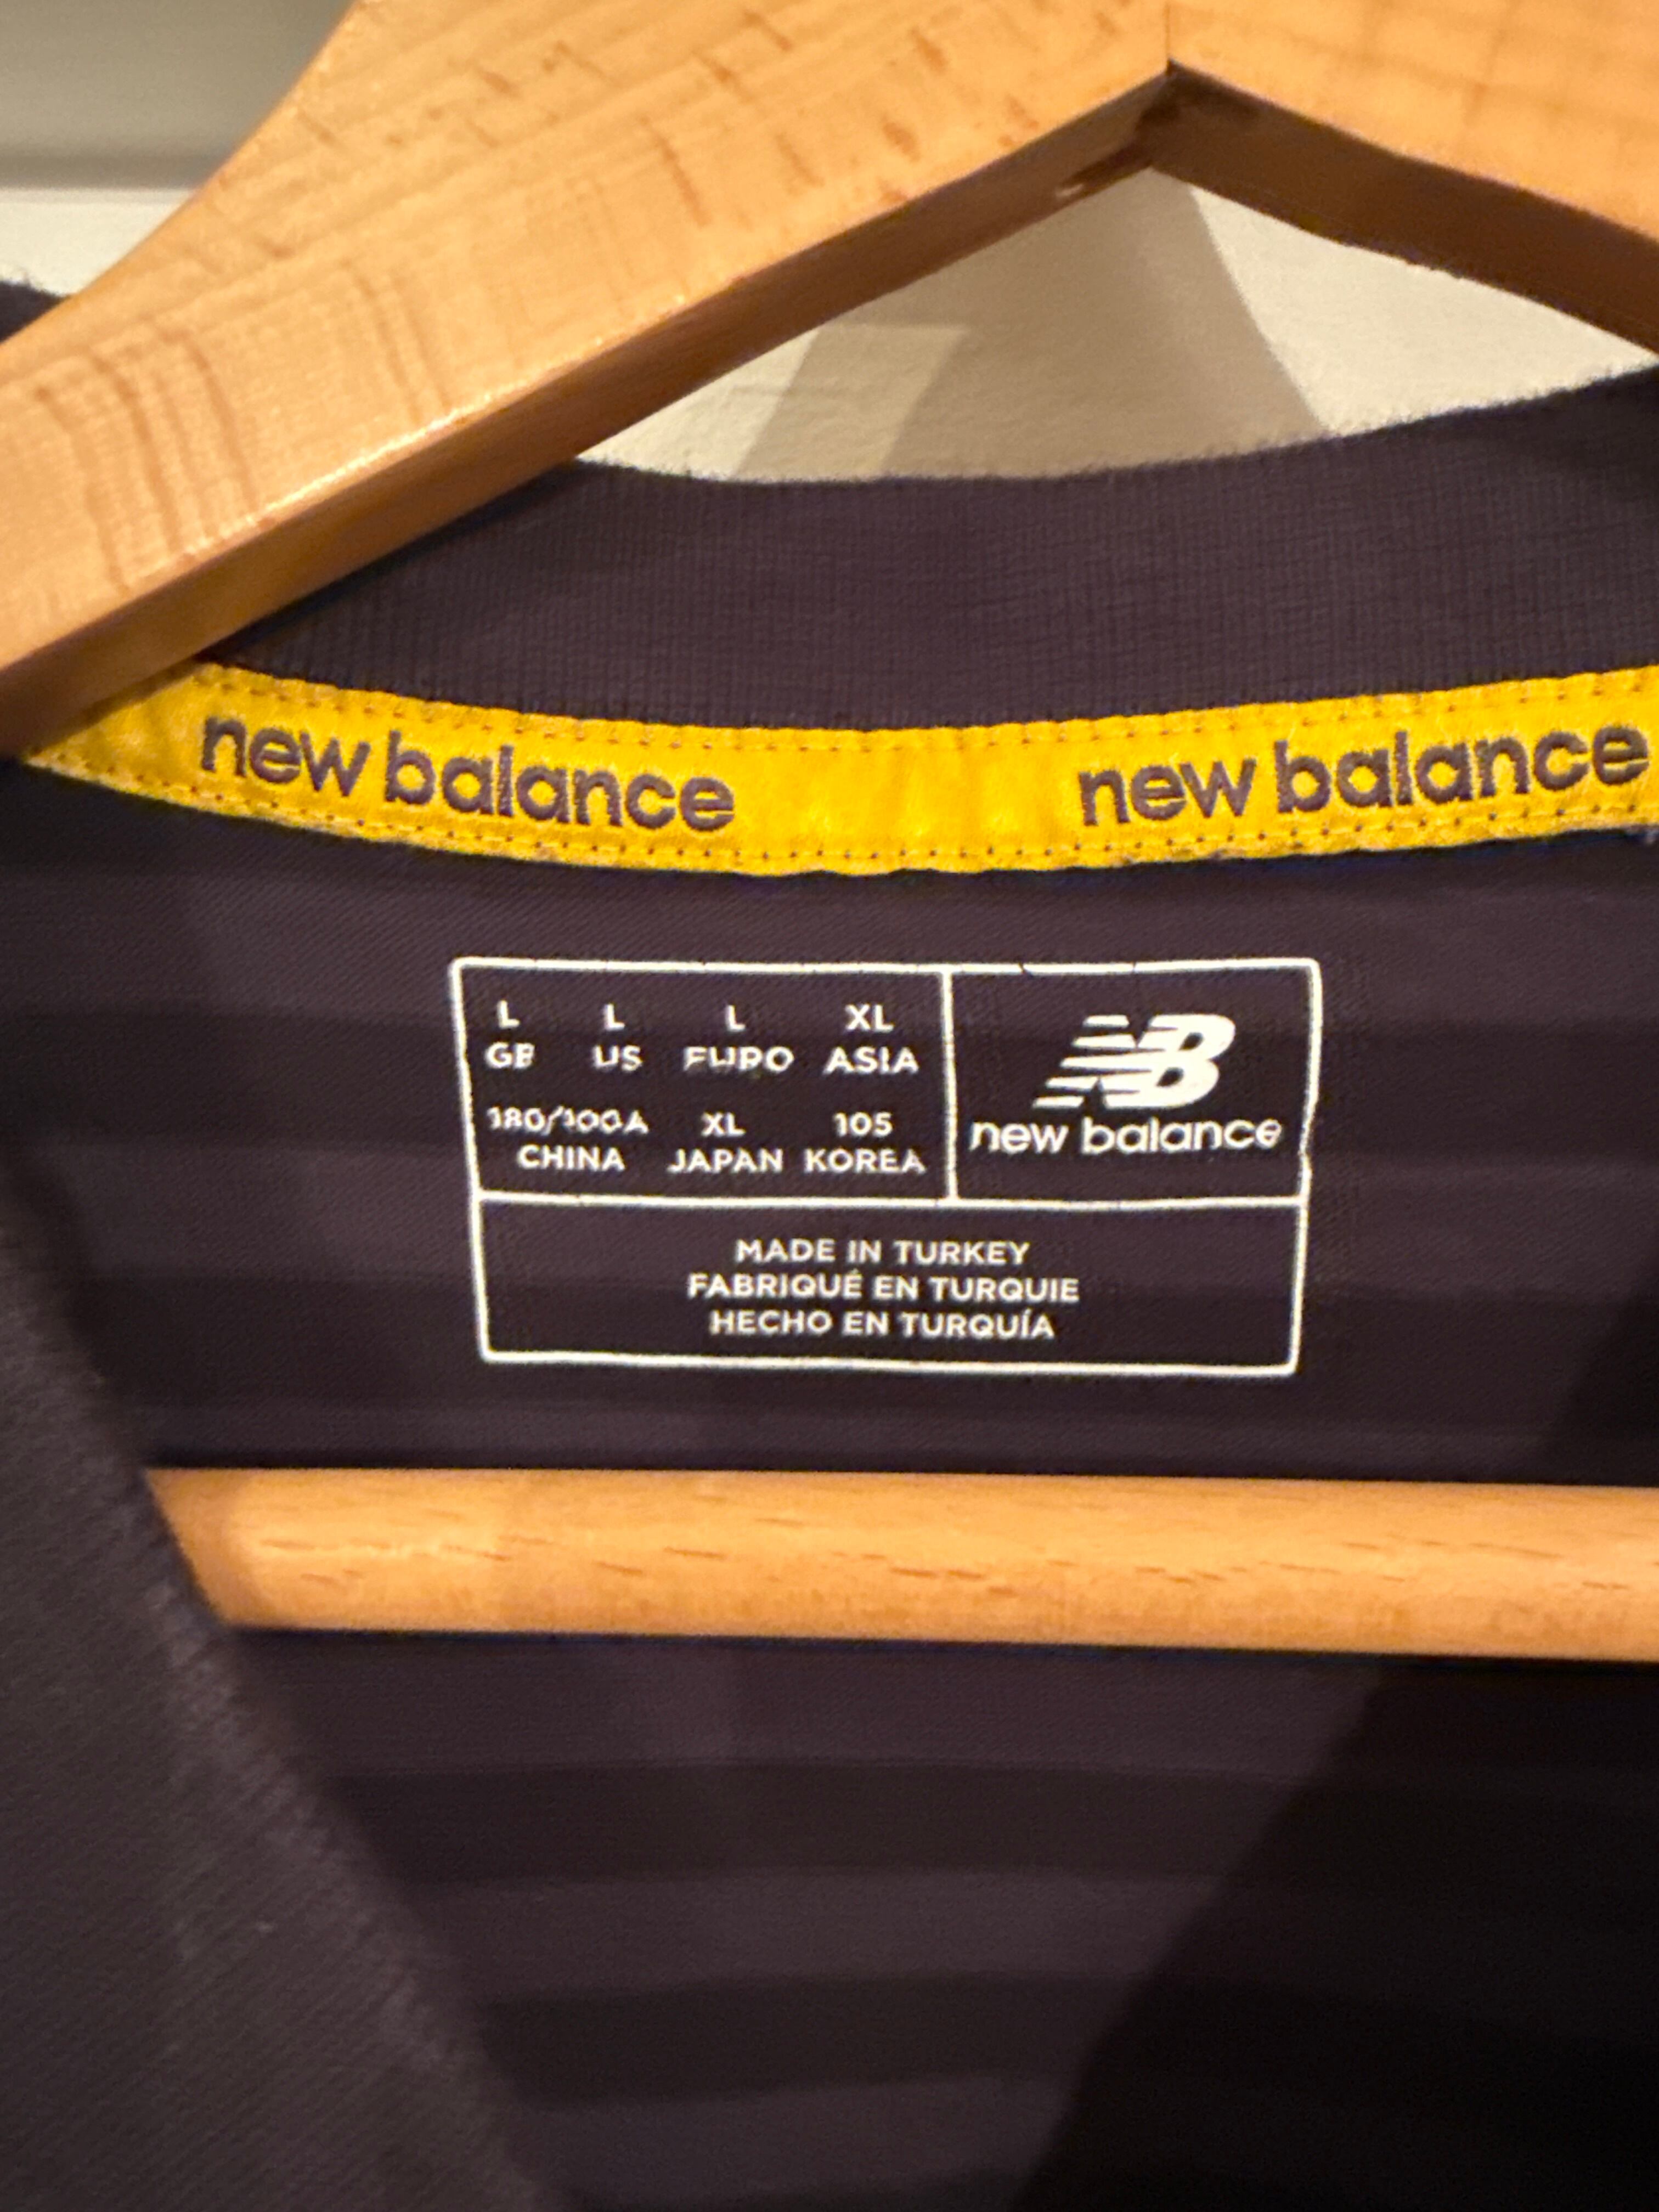 new balance new balance
L L L XL
GB US EURO ASIA
180/100A XL 105
CHINA JAPAN KOREA
NB
new balance
MADE IN TURKEY
FABRIQUÉ EN TURQUIE
HECHO EN TURQUÍA